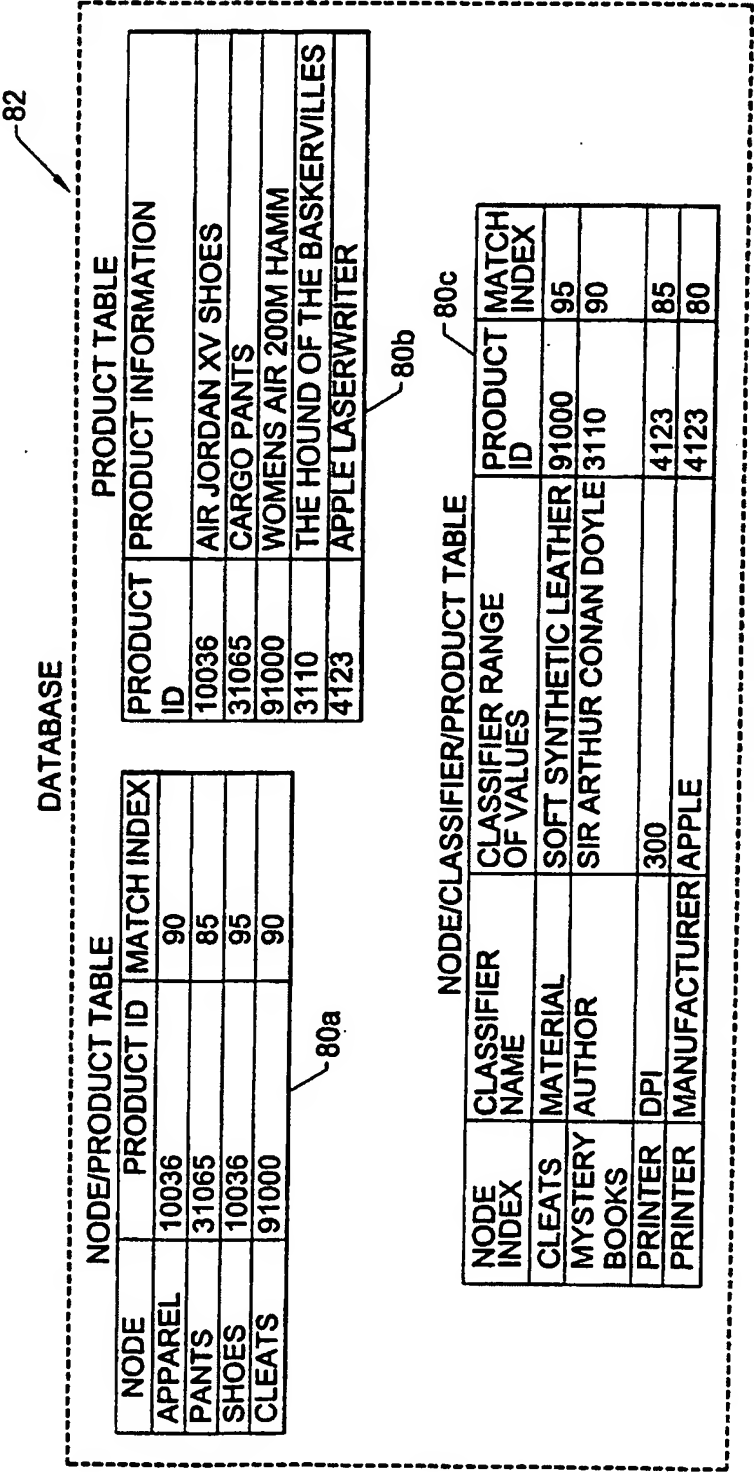 DATABASE
82
NODE/PRODUCT TABLE
NODE PRODUCT ID MATCH INDEX
APPAREL 10036 90
PANTS 31065 85
SHOES 10036 95
CLEATS 91000 90
80a
PRODUCT TABLE
PRODUCT ID PRODUCT INFORMATION
10036 AIR JORDAN XV SHOES
31065 CARGO PANTS
91000 WOMENS AIR 200M HAMM
3110 THE HOUND OF THE BASKERVILLES
4123 APPLE LASERWRITER
80b
NODE/CLASSIFIER/PRODUCT TABLE
80c
NODE INDEX CLASSIFIER NAME CLASSIFIER RANGE OF VALUES PRODUCT ID MATCH INDEX
CLEATS MATERIAL SOFT SYNTHETIC LEATHER 91000 95
MYSTERY BOOKS AUTHOR SIR ARTHUR CONAN DOYLE 3110 90
PRINTER DPI 300 4123 85
PRINTER MANUFACTURER APPLE 4123 80